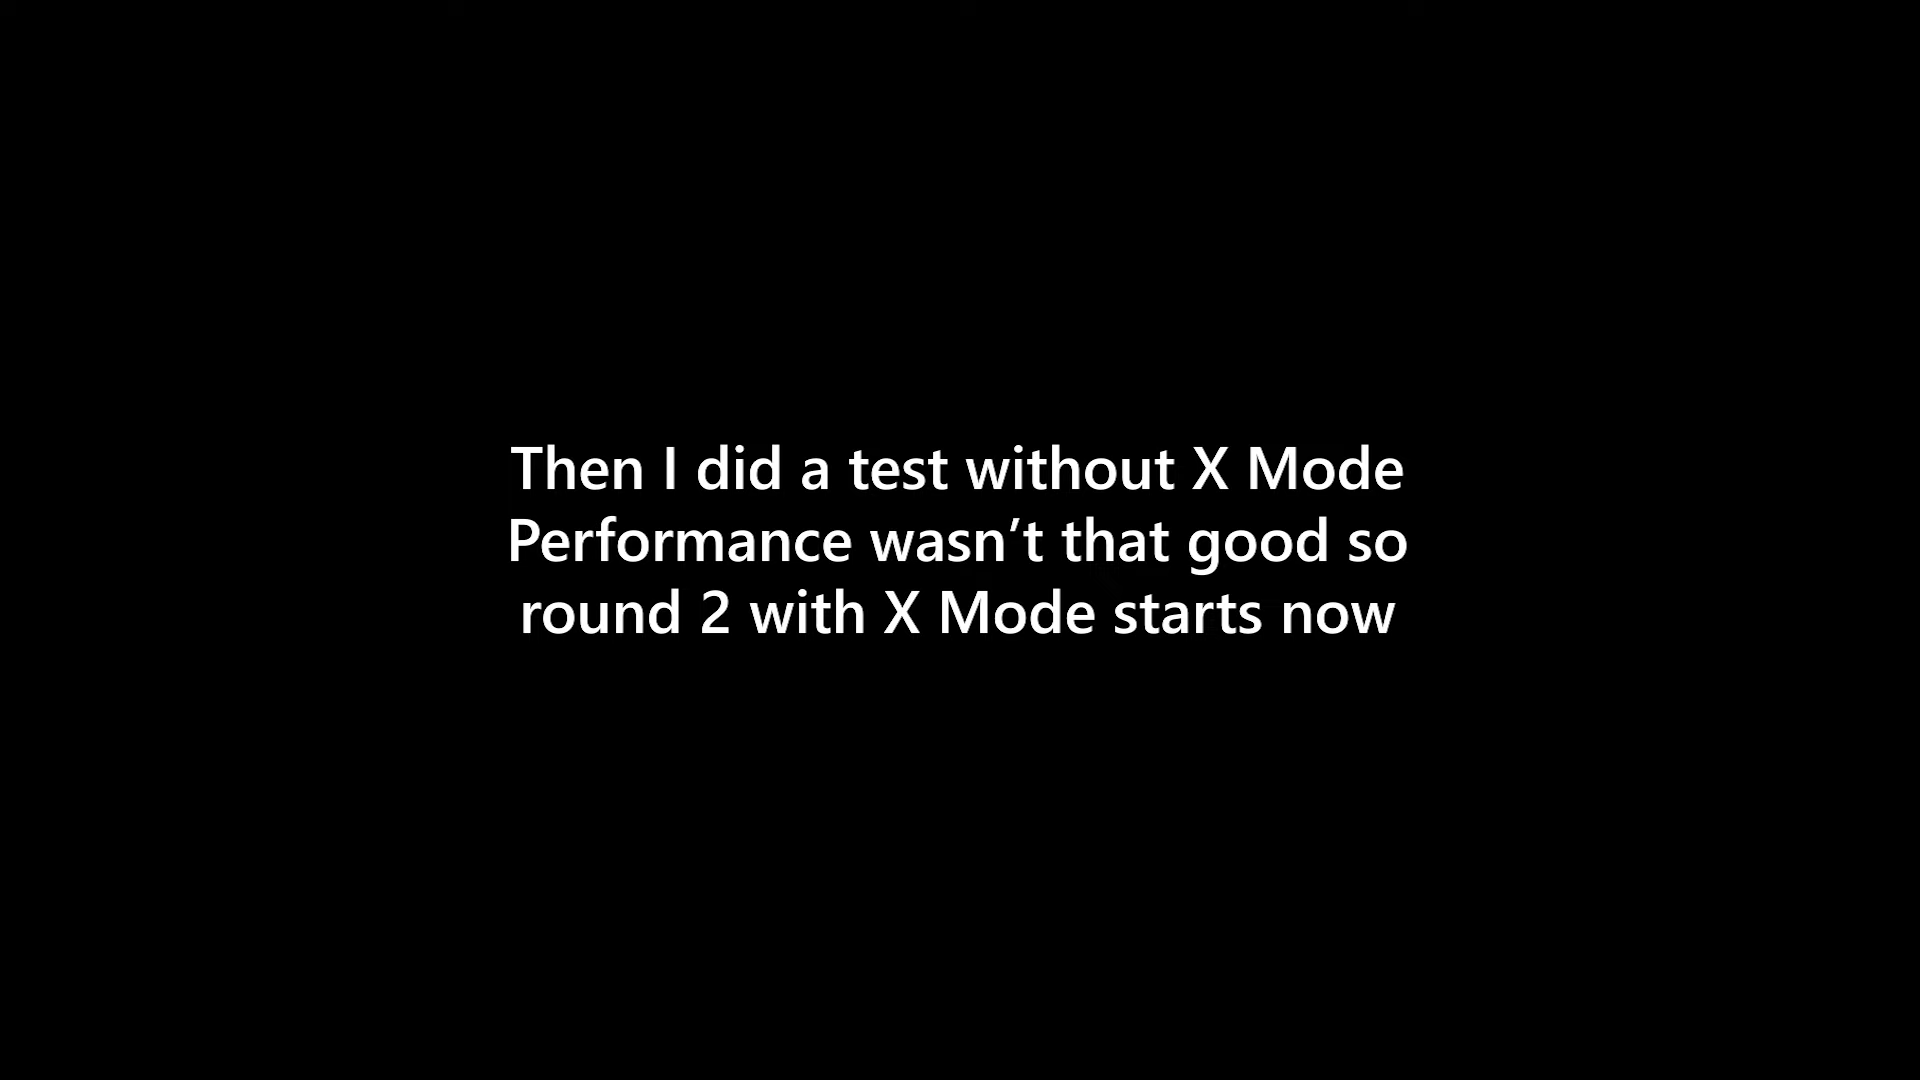 Then I did a test without X Mode
Performance wasn’t that good so
round 2 with X Mode starts now